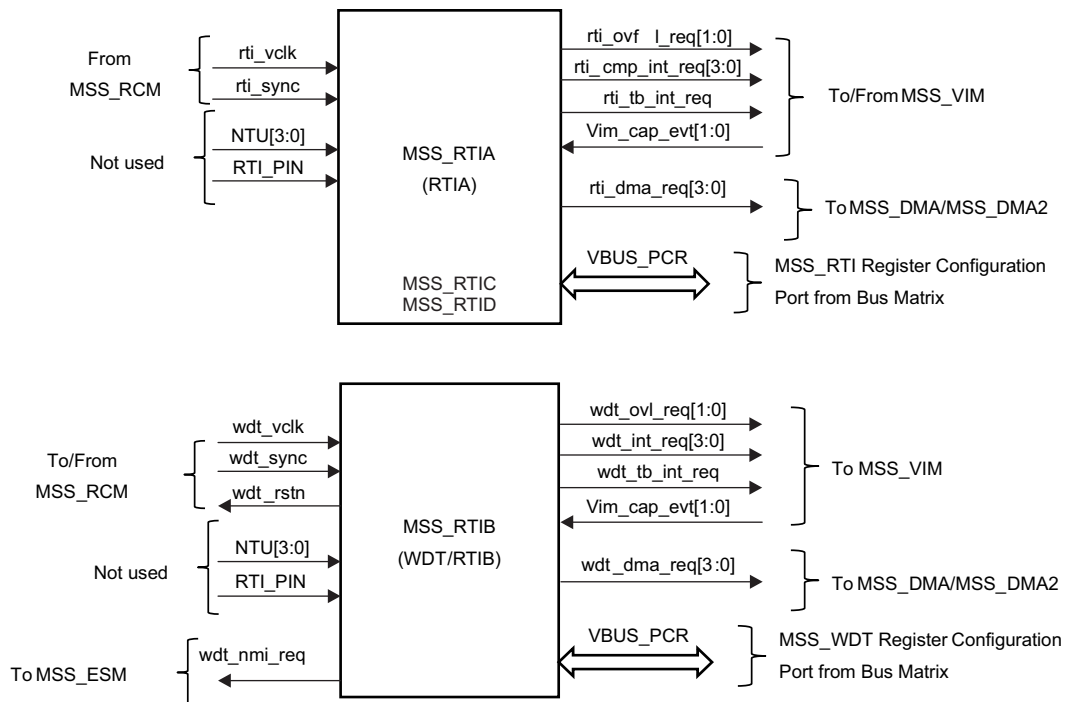 From
MSS_RCM
rti_vclk
rti_sync
Not used
NTU[3:0]
RTI_PIN
MSS_RTIA
(RTIA)
MSS_RTIC
MSS_RTID
rti_ovf l_req[1:0]
rti_cmp_int_req[3:0]
rti_tb_int_req
Vim_cap_evt[1:0]
To/From MSS_VIM
rti_dma_req[3:0]
To MSS_DMA/MSS_DMA2
VBUS_PCR
MSS_RTI Register Configuration
Port from Bus Matrix
To/From
MSS_RCM
wdt_vclk
wdt_sync
wdt_rstn
Not used
NTU[3:0]
RTI_PIN
To MSS_ESM
wdt_nmi_req
MSS_RTIB
(WDT/RTIB)
wdt_ovl_req[1:0]
wdt_int_req[3:0]
wdt_tb_int_req
Vim_cap_evt[1:0]
To MSS_VIM
wdt_dma_req[3:0]
To MSS_DMA/MSS_DMA2
VBUS_PCR
MSS_WDT Register Configuration
Port from Bus Matrix